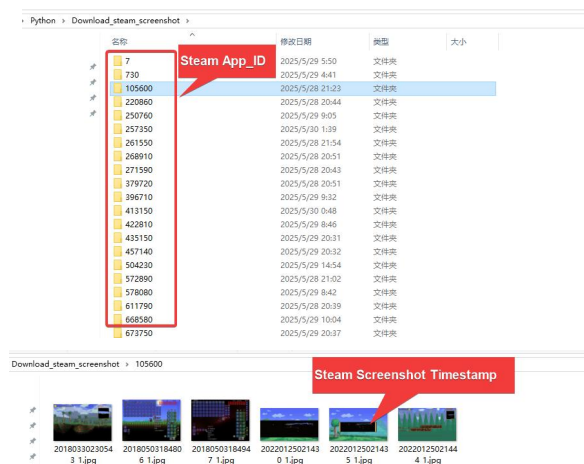 Python › Download_steam_screenshot ›
名称 修改日期 类型 大小
7 2025/5/29 5:50 文件夹
Steam App_ID
730 2025/5/29 4:41 文件夹
105600 2025/5/28 21:23 文件夹
220860 2025/5/28 20:44 文件夹
250760 2025/5/29 9:05 文件夹
257350 2025/5/30 1:39 文件夹
261550 2025/5/28 21:54 文件夹
268910 2025/5/28 20:51 文件夹
271590 2025/5/28 20:43 文件夹
379720 2025/5/28 20:51 文件夹
396710 2025/5/29 9:32 文件夹
413150 2025/5/30 0:48 文件夹
422810 2025/5/29 8:46 文件夹
435150 2025/5/29 20:31 文件夹
457140 2025/5/29 20:32 文件夹
504230 2025/5/29 14:54 文件夹
572890 2025/5/28 21:02 文件夹
578080 2025/5/29 8:42 文件夹
611790 2025/5/28 20:39 文件夹
668580 2025/5/29 10:04 文件夹
673750 2025/5/29 20:37 文件夹
Download_steam_screenshot › 105600
Steam Screenshot Timestamp
2018033023054 2018050318480 2018050318494 2022012502143 2022012502143 2022012502144
3 1.jpg 6 1.jpg 7 1.jpg 0 1.jpg 5 1.jpg 4 1.jpg